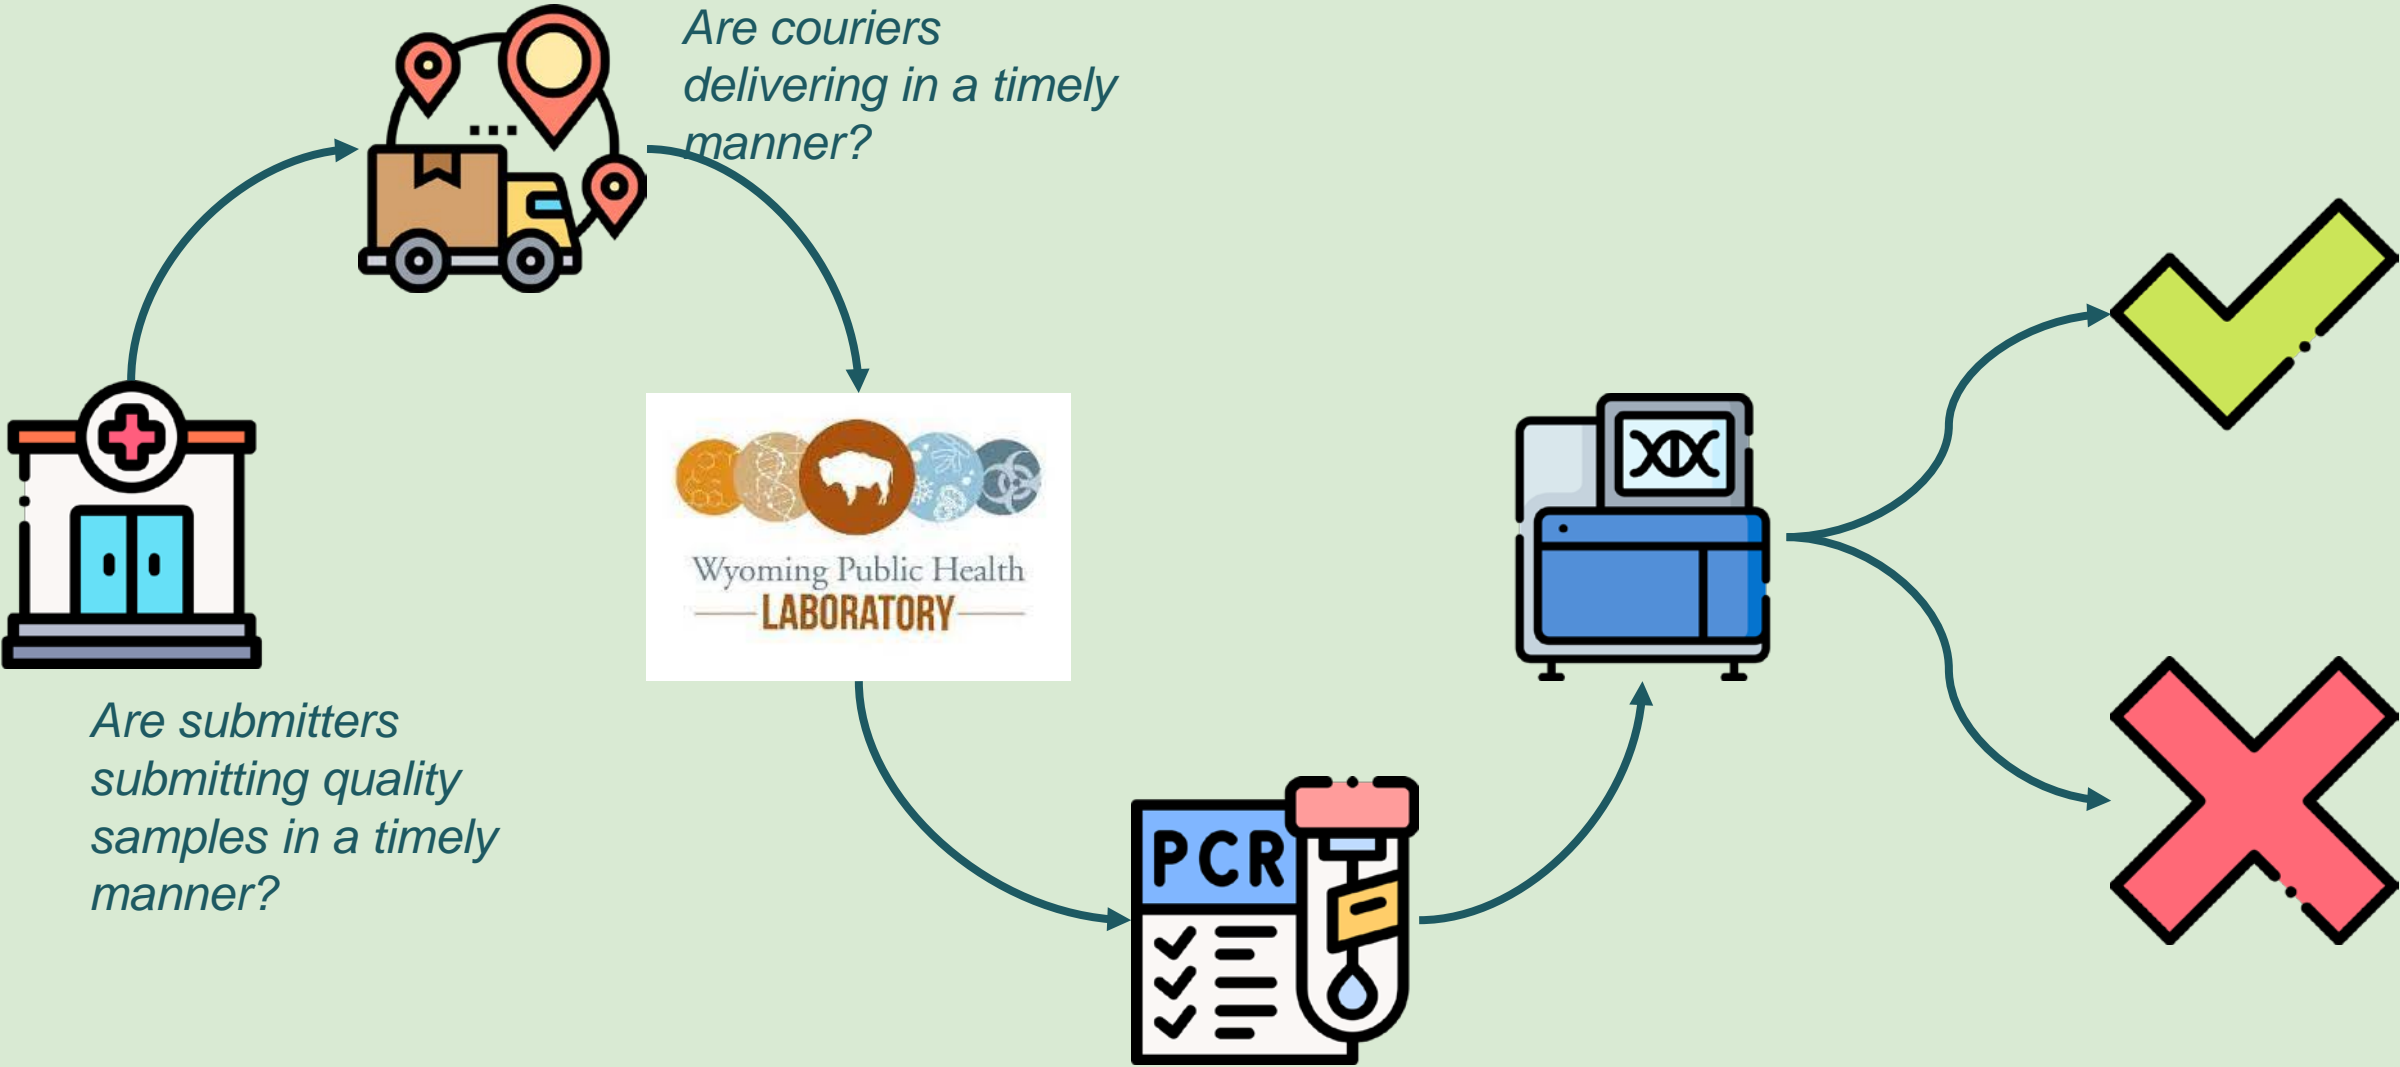 Are couriers
delivering in a timely
manner?
Wyoming Public Health
LABORATORY
Are submitters
submitting quality
samples in a timely
manner?
PCR